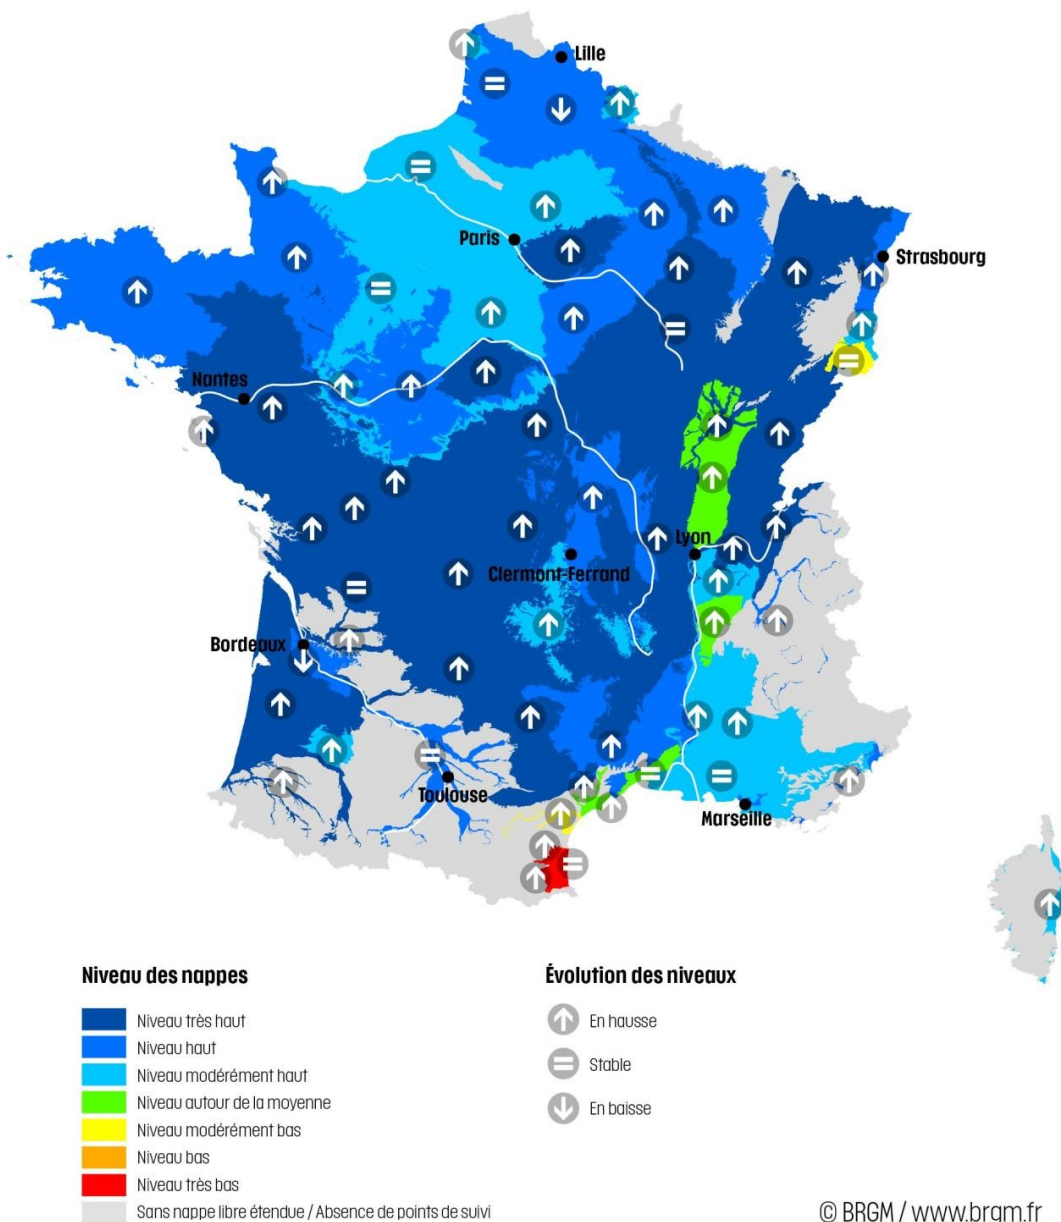 Lille
Paris
Strasbourg
Nantes
Lyon
Clermont-Ferrand
Bordeaux
Toulouse
Marseille
Niveau des nappes
Niveau très haut
Niveau haut
Niveau modérément haut
Niveau autour de la moyenne
Niveau modérément bas
Niveau bas
Niveau très bas
Sans nappe libre étendue / Absence de points de suivi
Évolution des niveaux
En hausse
Stable
En baisse
© BRGM / www.brgm.fr